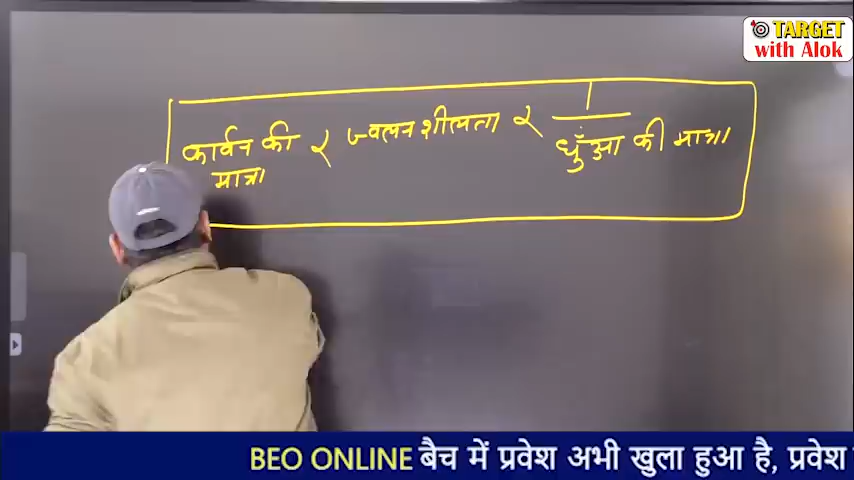 TARGET
with Alok
कार्बन की ∝ ज्वलनशीलता ∝ 1
मात्रा धुँआ की मात्रा
BEO ONLINE बैच में प्रवेश अभी खुला हुआ है, प्रवेश